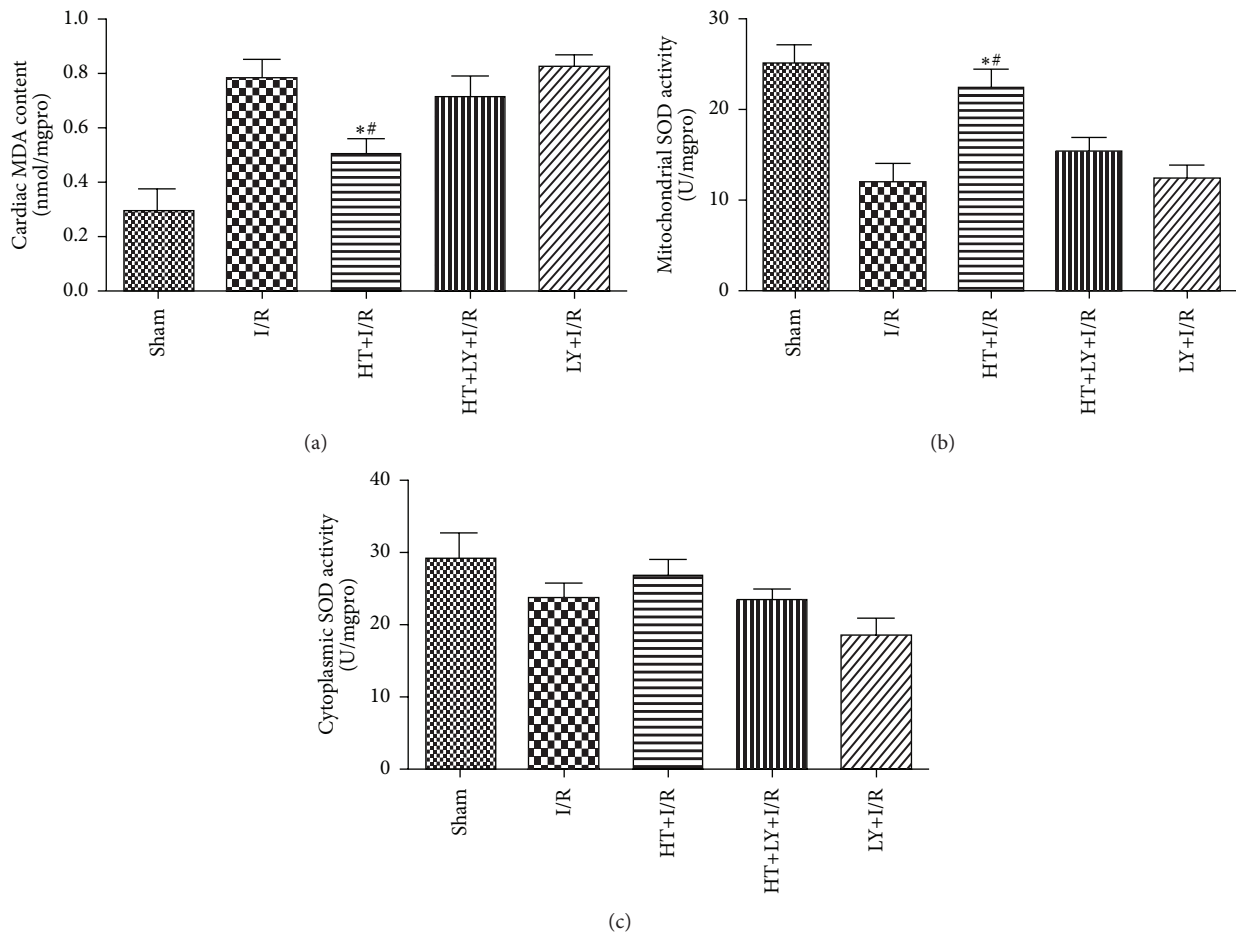 Cardiac MDA content
(nmol/mgpro)
1.0
0.8
0.6
0.4
0.2
0.0
*#
Sham
I/R
HT+I/R
HT+LY+I/R
LY+I/R
(a)
Mitochondrial SOD activity
(U/mgpro)
30
20
10
0
*#
Sham
I/R
HT+I/R
HT+LY+I/R
LY+I/R
(b)
Cytoplasmic SOD activity
(U/mgpro)
40
30
20
10
0
Sham
I/R
HT+I/R
HT+LY+I/R
LY+I/R
(c)